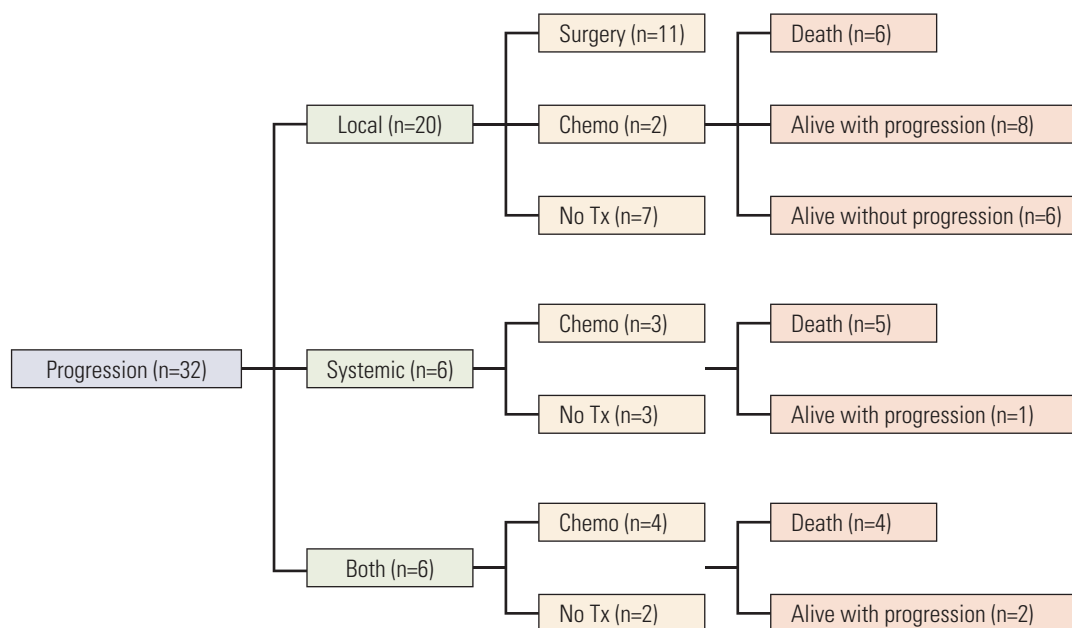 Progression (n=32)
Local (n=20)
Surgery (n=11)
Chemo (n=2)
No Tx (n=7)
Death (n=6)
Alive with progression (n=8)
Alive without progression (n=6)
Systemic (n=6)
Chemo (n=3)
No Tx (n=3)
Death (n=5)
Alive with progression (n=1)
Both (n=6)
Chemo (n=4)
No Tx (n=2)
Death (n=4)
Alive with progression (n=2)